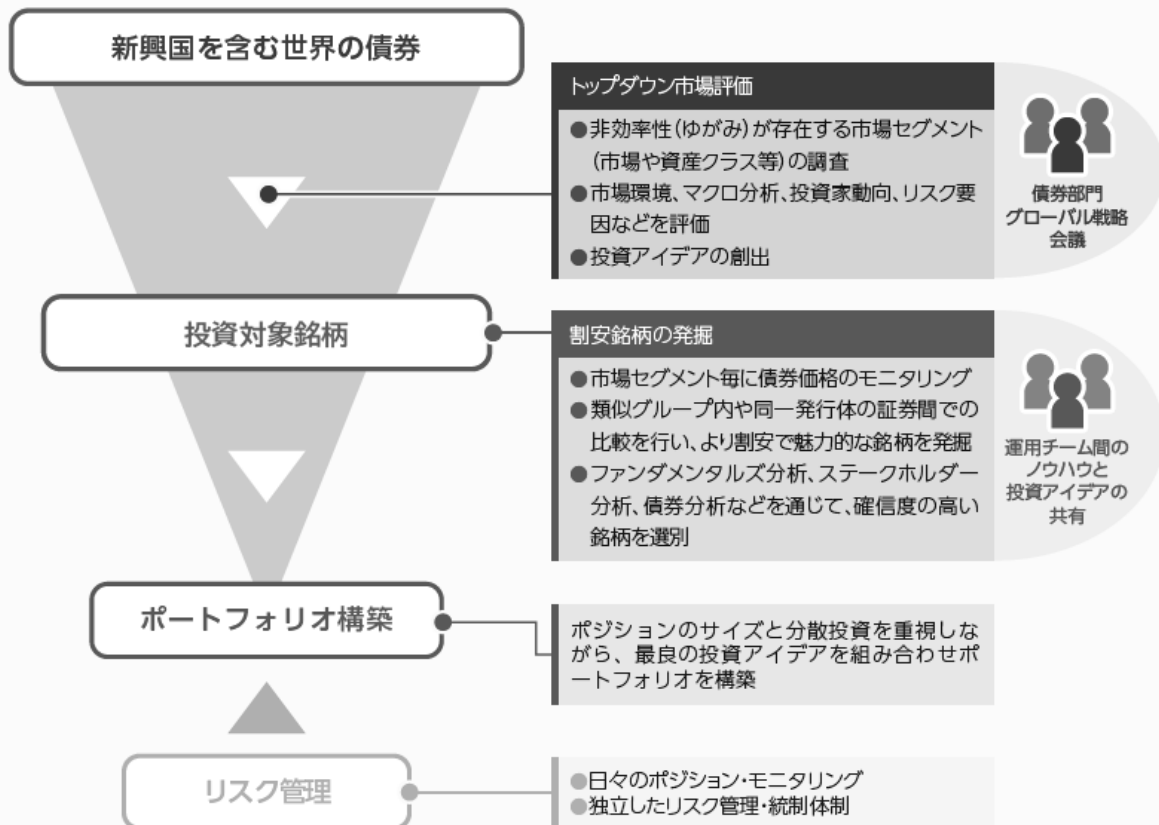 新興国を含む世界の債券
トップダウン市場評価
●非効率性(ゆがみ)が存在する市場セグメント
(市場や資産クラス等)の調査
●市場環境、マクロ分析、投資家動向、リスク要
因などを評価
●投資アイデアの創出
債券部門
グローバル戦略
会議
投資対象銘柄
割安銘柄の発掘
●市場セグメント毎に債券価格のモニタリング
●類似グループ内や同一発行体の証券間での
比較を行い、より割安で魅力的な銘柄を発掘
●ファンダメンタルズ分析、ステークホルダー
分析、債券分析などを通じて、確信度の高い
銘柄を選別
運用チーム間の
ノウハウと
投資アイデアの
共有
ポートフォリオ構築
ポジションのサイズと分散投資を重視しな
がら、最良の投資アイデアを組み合わせポ
ートフォリオを構築
リスク管理
●日々のポジション・モニタリング
●独立したリスク管理・統制体制